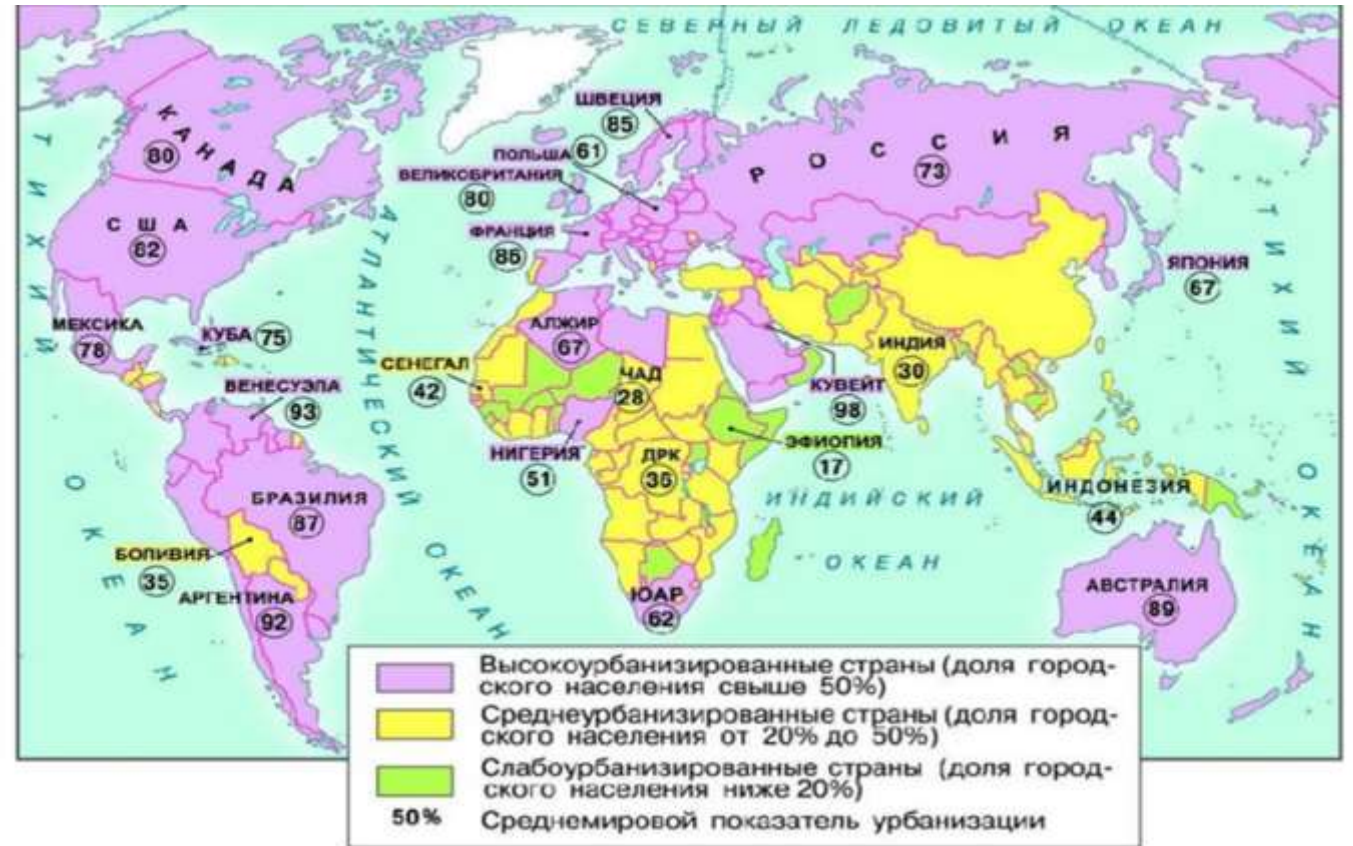 СЕВЕРНЫЙ ЛЕДОВИТЫЙ ОКЕАН
ТИХИЙ
ОКЕАН
АТЛАНТИЧЕСКИЙ
ОКЕАН
КАНАДА
80
США
82
МЕКСИКА
78
КУБА 75
ВЕНЕСУЭЛА
93
БРАЗИЛИЯ
87
БОЛИВИЯ
35
АРГЕНТИНА
92
ШВЕЦИЯ
85
ПОЛЬША 61
ВЕЛИКОБРИТАНИЯ
80
ФРАНЦИЯ
86
РОССИЯ
73
ЯПОНИЯ
67
АЛЖИР
67
СЕНЕГАЛ
42
ЧАД
28
НИГЕРИЯ
51
ДРК
36
ЭФИОПИЯ
17
КУВЕЙТ
98
ИНДИЯ
30
ЮАР
62
ИНДИЙСКИЙ
ОКЕАН
ИНДОНЕЗИЯ
44
АВСТРАЛИЯ
89
ТИХИЙ
ОКЕАН
Высокоурбанизированные страны (доля город-
ского населения свыше 50%)
Среднеурбанизированные страны (доля город-
ского населения от 20% до 50%)
Слабоурбанизированные страны (доля город-
ского населения ниже 20%)
50% Среднемировой показатель урбанизации